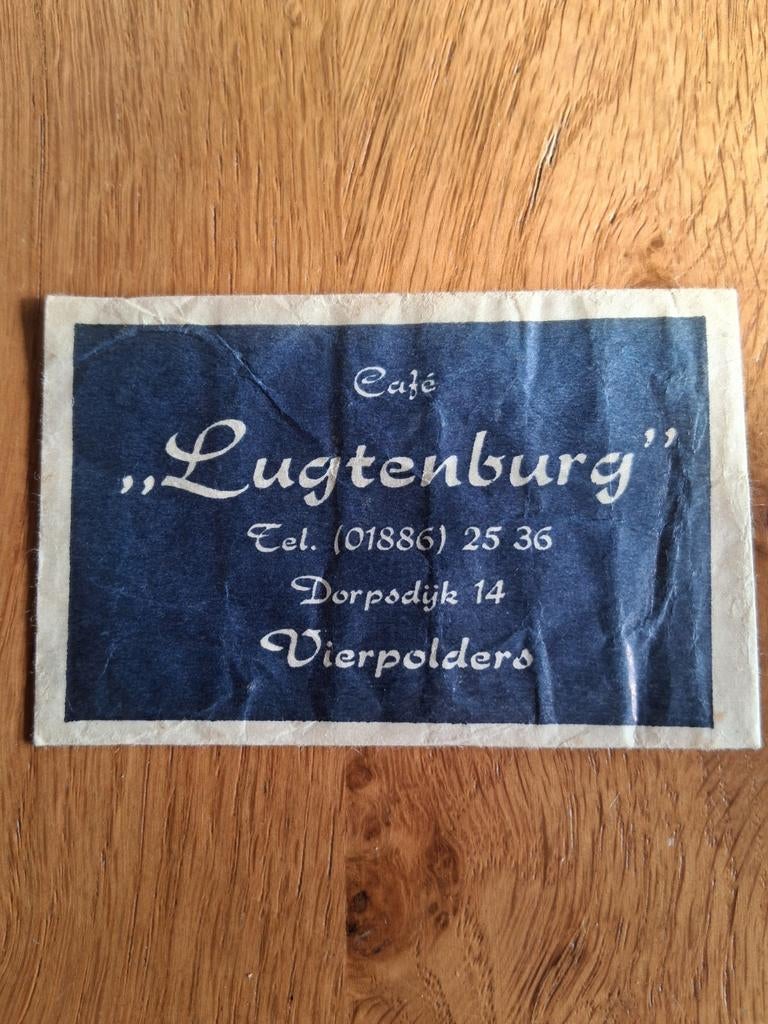 Café
„Lugtenburg”
Tel. (01886) 25 36
Dorpsdijk 14
Vierpolders